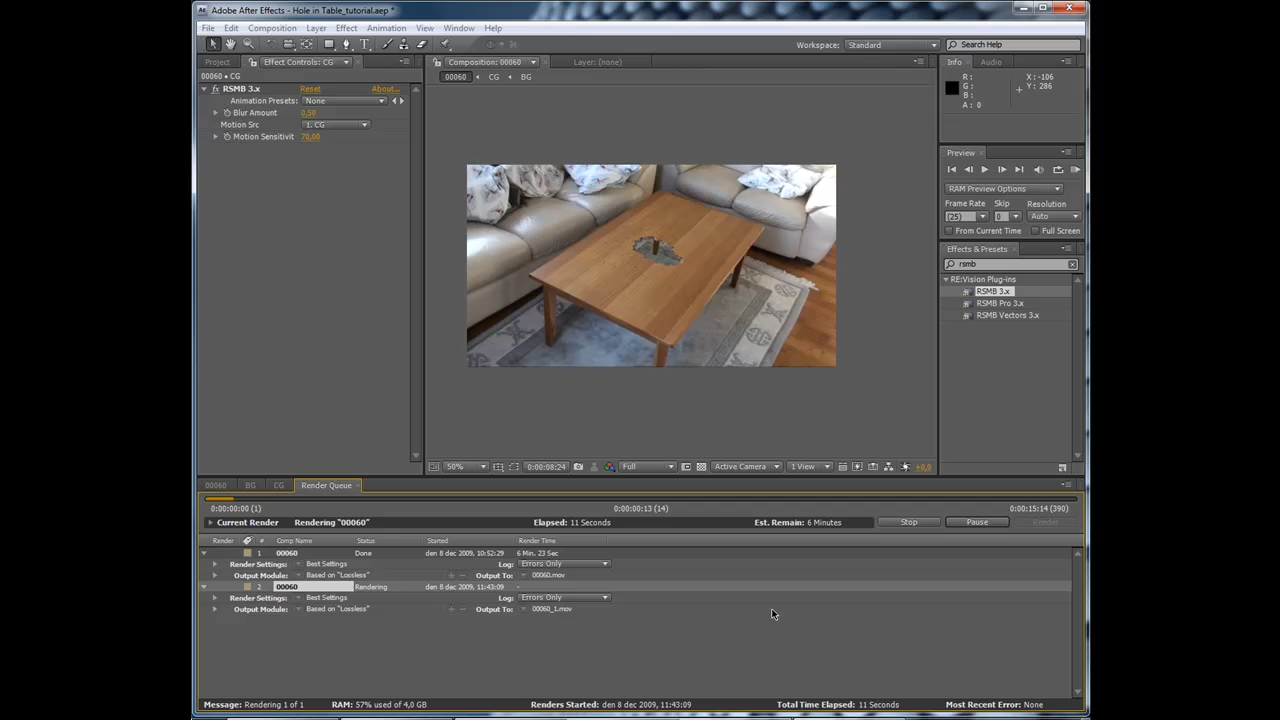 Adobe After Effects - Hole in Table_tutorial.aep *
File Edit Composition Layer Effect Animation View Window Help
Workspace: Standard Search Help
Project Effect Controls: CG
Composition: 00060 Layer: (none)
Info Audio
00060 • CG
00060 CG BG
fx RSMB 3.x Reset About...
Animation Presets: None
Blur Amount 0,50
Motion Src 1. CG
Motion Sensitivit 70,00
R:
G:
B:
A: 0
X: -106
Y: 286
Preview
RAM Preview Options
Frame Rate Skip Resolution
(25) 0 Auto
From Current Time Full Screen
Effects & Presets
rsmb
RE:Vision Plug-ins
RSMB 3.x
RSMB Pro 3.x
RSMB Vectors 3.x
50% 0:00:08:24 Full Active Camera 1 View +0,0
00060 BG CG Render Queue
0:00:00:00 (1) 0:00:00:13 (14) 0:00:15:14 (390)
Current Render Rendering "00060" Elapsed: 11 Seconds Est. Remain: 6 Minutes Stop Pause Render
Render # Comp Name Status Started Render Time
1 00060 Done den 8 dec 2009, 10:52:29 6 Min, 23 Sec
Render Settings: Best Settings Log: Errors Only
Output Module: Based on "Lossless" + − Output To: 00060.mov
2 00060 Rendering den 8 dec 2009, 11:43:09 -
Render Settings: Best Settings Log: Errors Only
Output Module: Based on "Lossless" + − Output To: 00060_1.mov
Message: Rendering 1 of 1 RAM: 57% used of 4,0 GB Renders Started: den 8 dec 2009, 11:43:09 Total Time Elapsed: 11 Seconds Most Recent Error: None